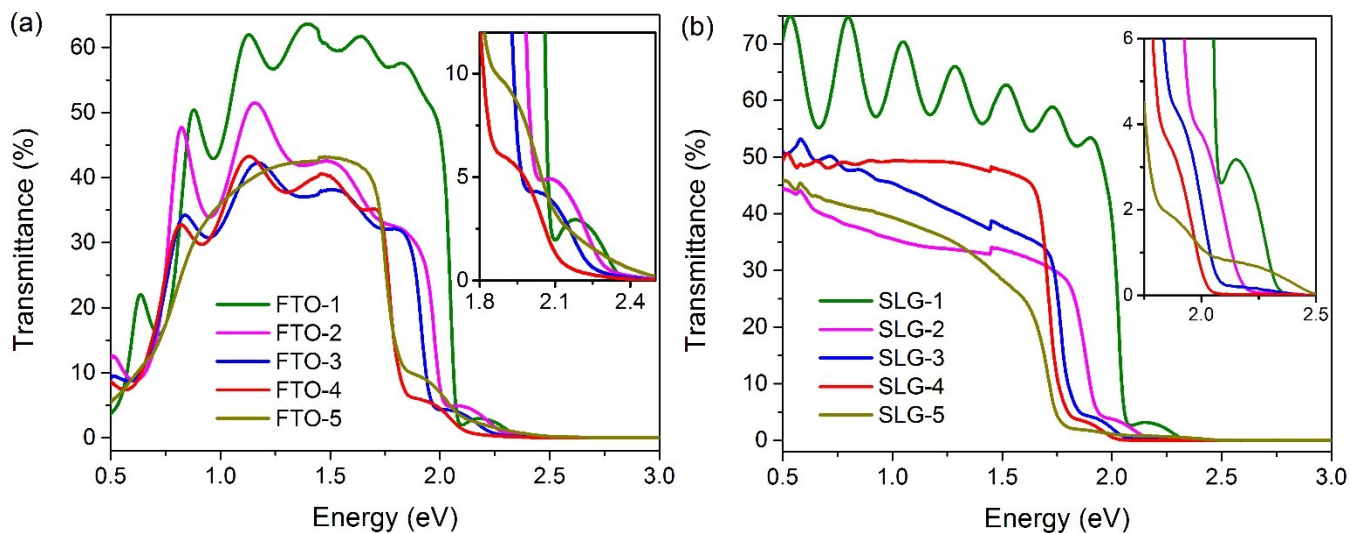 (a)
Transmittance (%)
65
60
50
40
30
20
10
0
0.5
1.0
1.5
2.0
2.5
3.0
Energy (eV)
FTO-1
FTO-2
FTO-3
FTO-4
FTO-5
10
5
0
1.8
2.1
2.4
(b)
Transmittance (%)
70
60
50
40
30
20
10
0
0.5
1.0
1.5
2.0
2.5
3.0
Energy (eV)
SLG-1
SLG-2
SLG-3
SLG-4
SLG-5
6
4
2
0
2.0
2.5